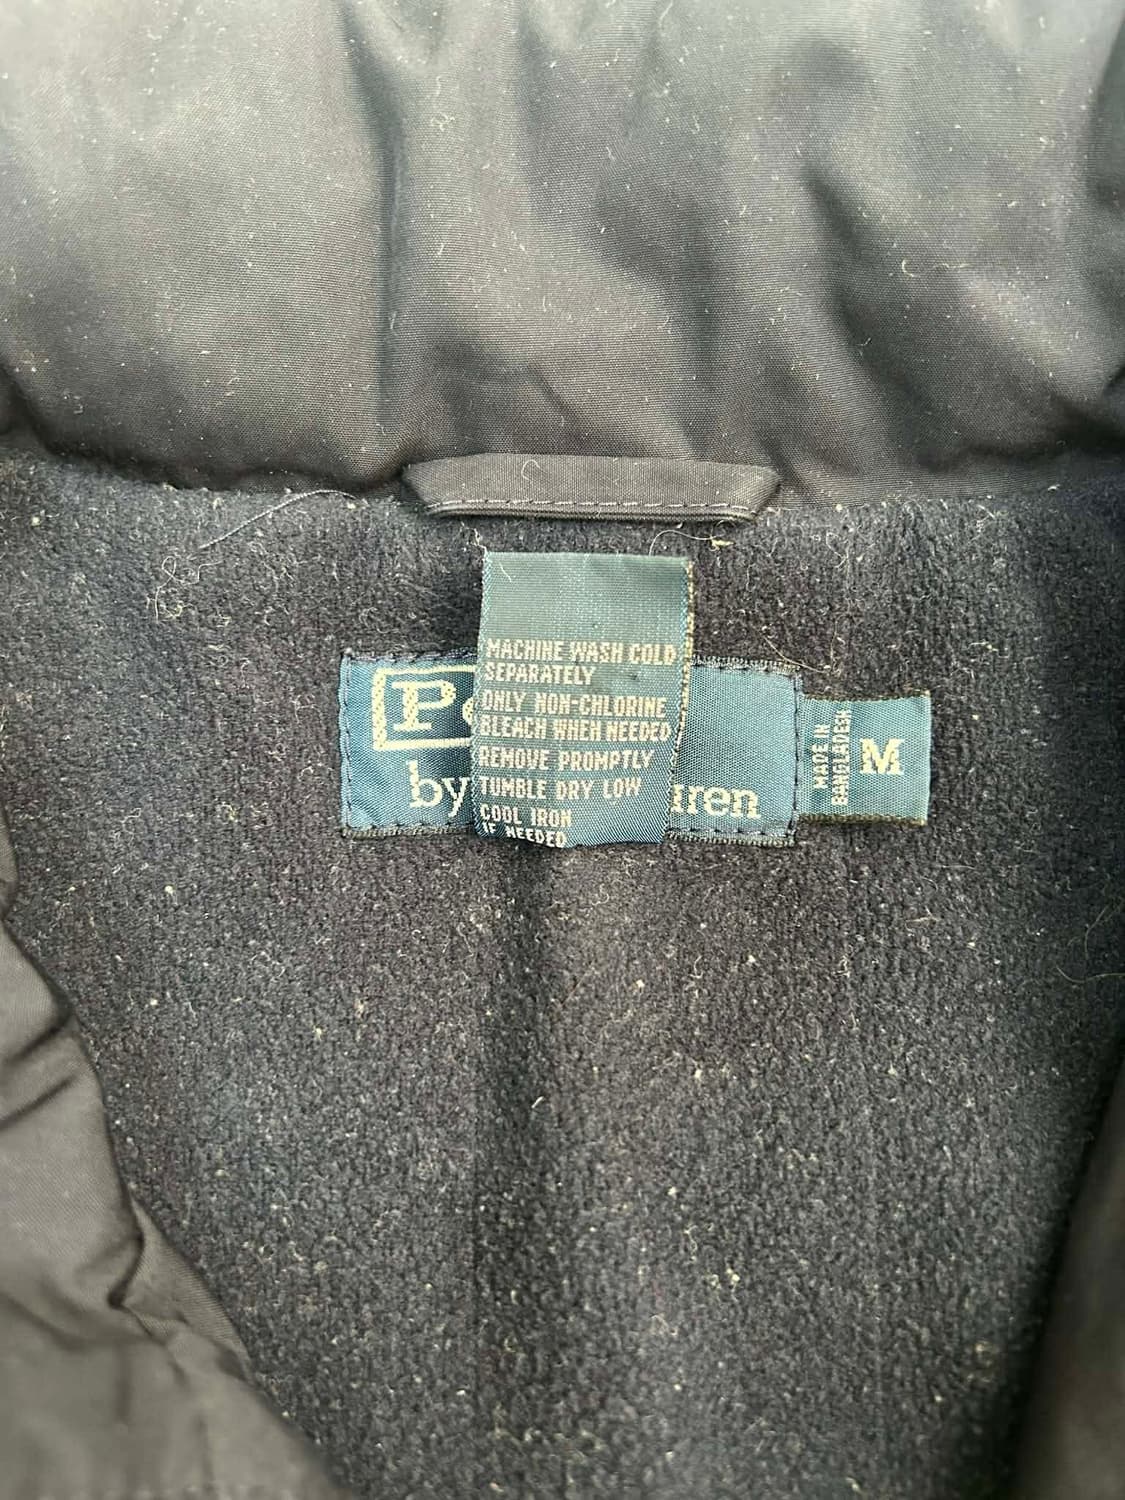 MACHINE WASH COLD
SEPARATELY
ONLY NON-CHLORINE
BLEACH WHEN NEEDED
REMOVE PROMPTLY
TUMBLE DRY LOW
COOL IRON
IF NEEDED
Po
by uren
MADE IN
BANGLADESH
M